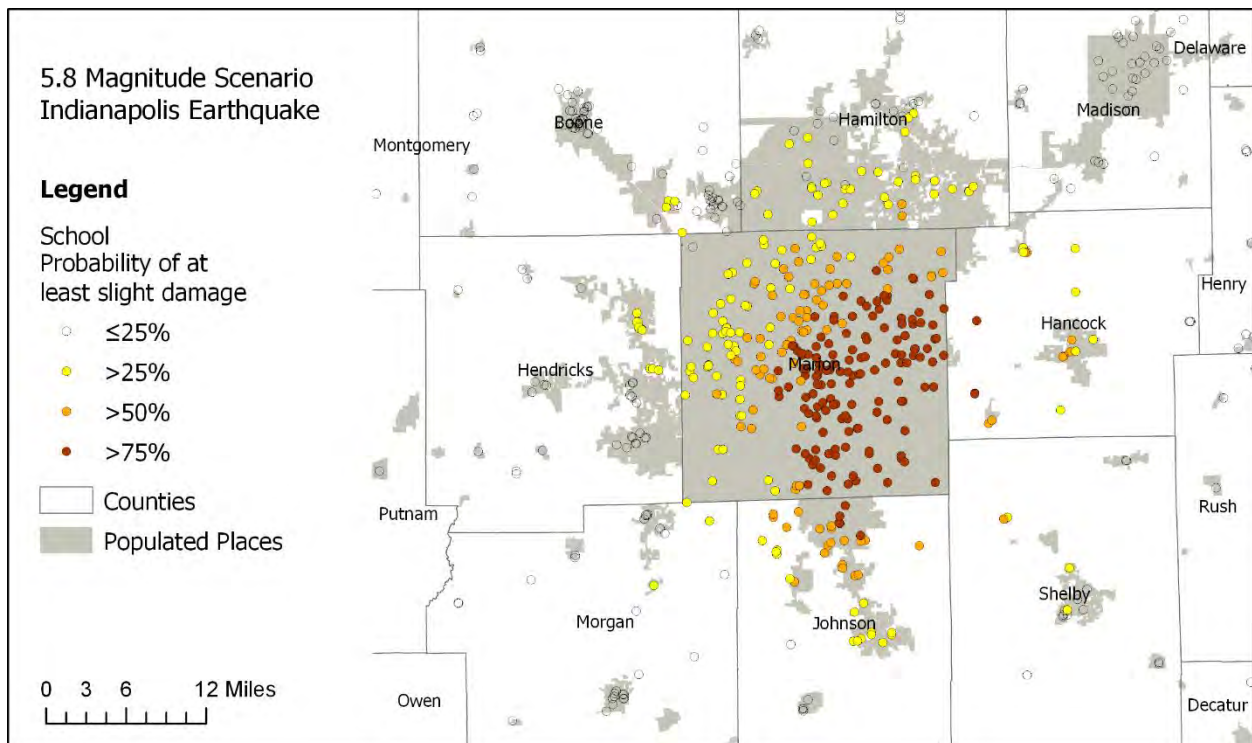 5.8 Magnitude Scenario
Indianapolis Earthquake
Legend
School
Probability of at
least slight damage
≤25%
>25%
>50%
>75%
Counties
Populated Places
0 3 6 12 Miles
Delaware
Madison
Hamilton
Boone
Montgomery
Henry
Hancock
Marion
Hendricks
Putnam
Rush
Shelby
Johnson
Morgan
Owen
Decatur